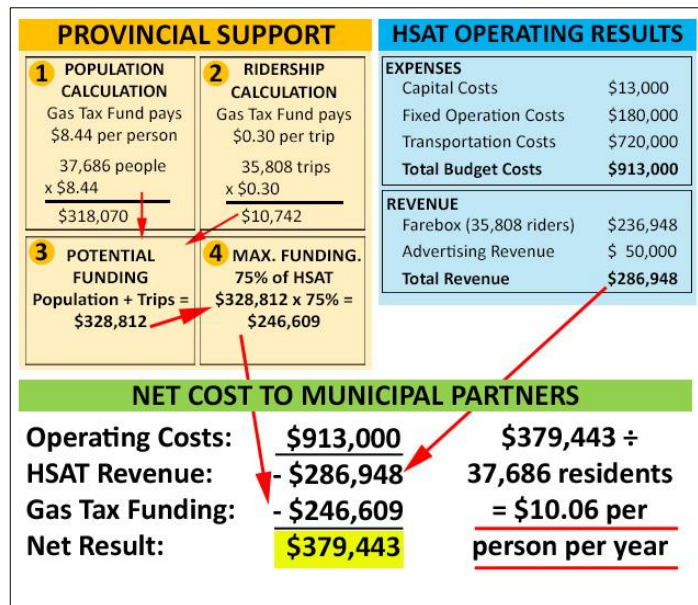 PROVINCIAL SUPPORT
1 POPULATION
CALCULATION
Gas Tax Fund pays
$8.44 per person
37,686 people
x $8.44
$318,070
2 RIDERSHIP
CALCULATION
Gas Tax Fund pays
$0.30 per trip
35,808 trips
x $0.30
$10,742
3 POTENTIAL
FUNDING
Population + Trips =
$328,812
4 MAX. FUNDING.
75% of HSAT
$328,812 x 75% =
$246,609
HSAT OPERATING RESULTS
EXPENSES
Capital Costs $13,000
Fixed Operation Costs $180,000
Transportation Costs $720,000
Total Budget Costs $913,000
REVENUE
Farebox (35,808 riders) $236,948
Advertising Revenue $ 50,000
Total Revenue $286,948
NET COST TO MUNICIPAL PARTNERS
Operating Costs: $913,000
HSAT Revenue: - $286,948
Gas Tax Funding: - $246,609
Net Result: $379,443
$379,443 ÷
37,686 residents
= $10.06 per
person per year